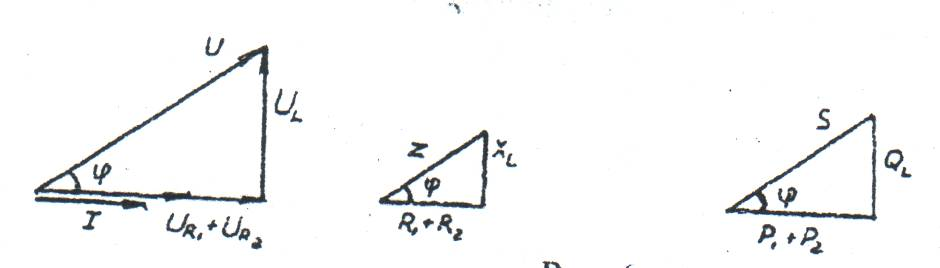 U
U_L
φ
I
U_R₁ + U_R₂
Z
X_L
φ
R₁ + R₂
S
Q_L
φ
P₁ + P₂